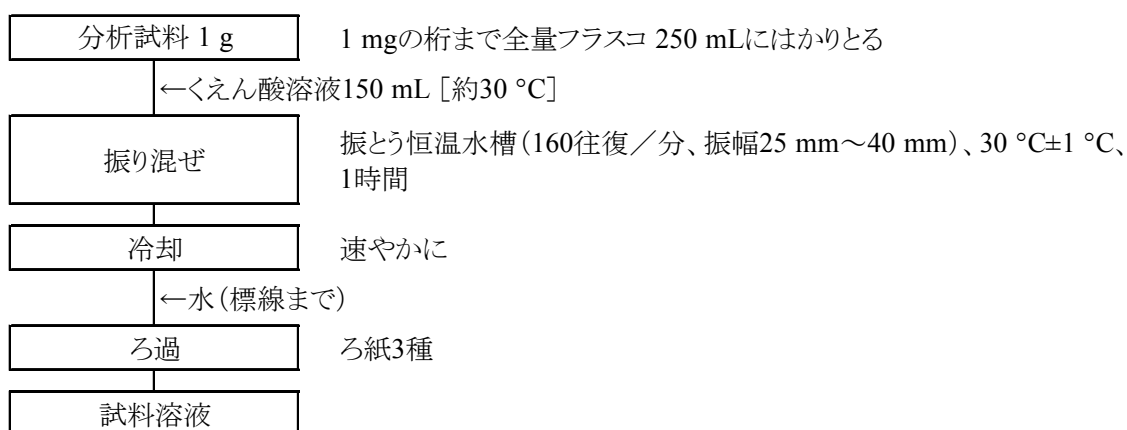 分析試料 1 g 1 mgの桁まで全量フラスコ 250 mLにはかりとる
←くえん酸溶液150 mL [約30 °C]
振り混ぜ 振とう恒温水槽(160往復／分、振幅25 mm～40 mm)、30 °C±1 °C、
1時間
冷却 速やかに
←水(標線まで)
ろ過 ろ紙3種
試料溶液